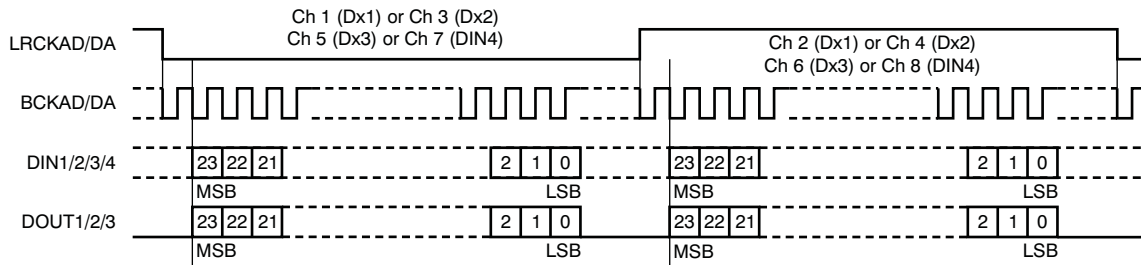 Ch 1 (Dx1) or Ch 3 (Dx2)
Ch 5 (Dx3) or Ch 7 (DIN4)
LRCKAD/DA
Ch 2 (Dx1) or Ch 4 (Dx2)
Ch 6 (Dx3) or Ch 8 (DIN4)
BCKAD/DA
DIN1/2/3/4 23 22 21 2 1 0 23 22 21 2 1 0
MSB LSB MSB LSB
DOUT1/2/3 23 22 21 2 1 0 23 22 21 2 1 0
MSB LSB MSB LSB